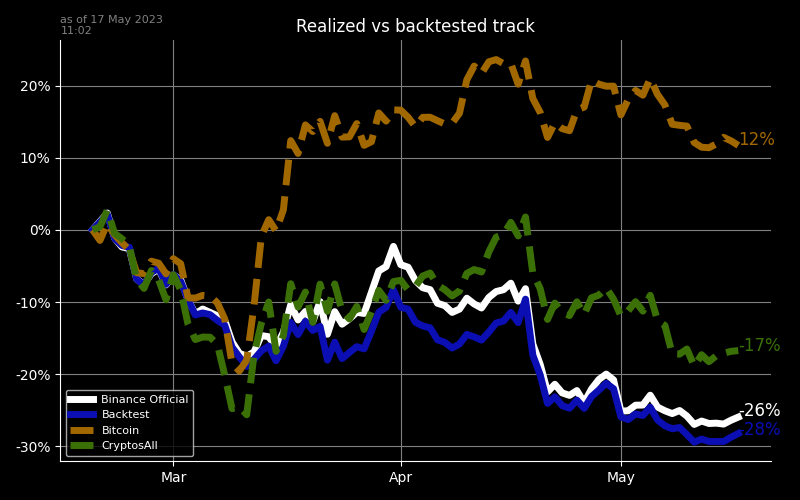 as of 17 May 2023
11:02
Realized vs backtested track
20%
10%
0%
-10%
-20%
-30%
12%
-17%
-26%
-28%
Binance Official
Backtest
Bitcoin
CryptosAll
Mar
Apr
May